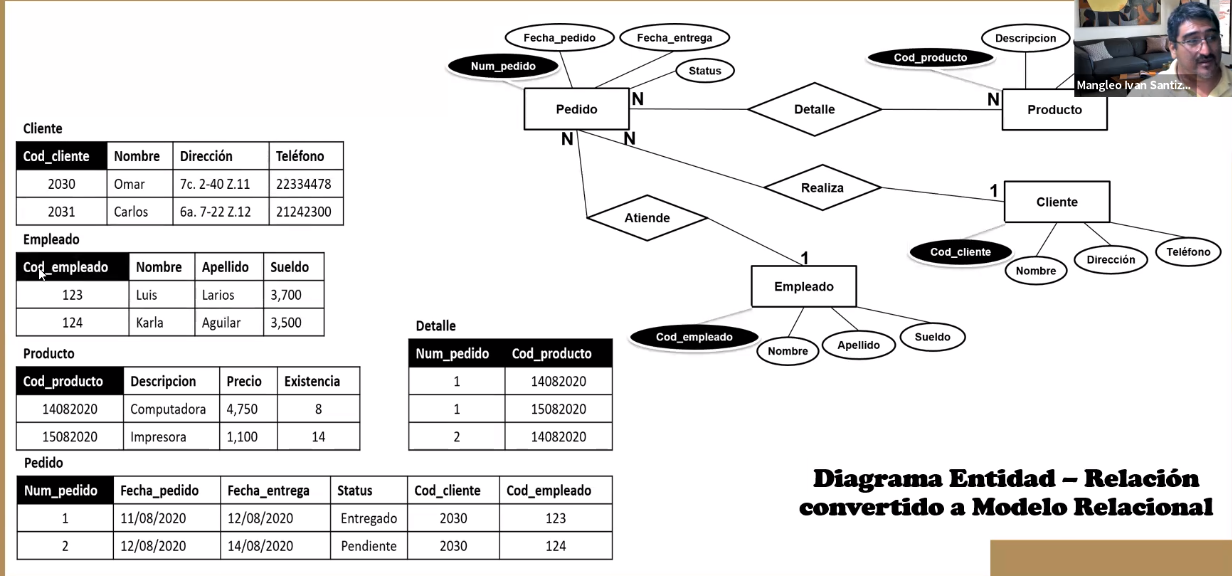 Cliente
Cod_cliente Nombre Dirección Teléfono
2030 Omar 7c. 2-40 Z.11 22334478
2031 Carlos 6a. 7-22 Z.12 21242300
Empleado
Cod_empleado Nombre Apellido Sueldo
123 Luis Larios 3,700
124 Karla Aguilar 3,500
Producto
Cod_producto Descripcion Precio Existencia
14082020 Computadora 4,750 8
15082020 Impresora 1,100 14
Detalle
Num_pedido Cod_producto
1 14082020
1 15082020
2 14082020
Pedido
Num_pedido Fecha_pedido Fecha_entrega Status Cod_cliente Cod_empleado
1 11/08/2020 12/08/2020 Entregado 2030 123
2 12/08/2020 14/08/2020 Pendiente 2030 124
Fecha_pedido Fecha_entrega
Num_pedido Status
Pedido N Detalle N Producto
Cod_producto Descripcion
Mangleo Ivan Santiz...
N N
Realiza 1 Cliente
Atiende
Cod_cliente Nombre Dirección Teléfono
1
Empleado
Cod_empleado Nombre Apellido Sueldo
Diagrama Entidad – Relación
convertido a Modelo Relacional